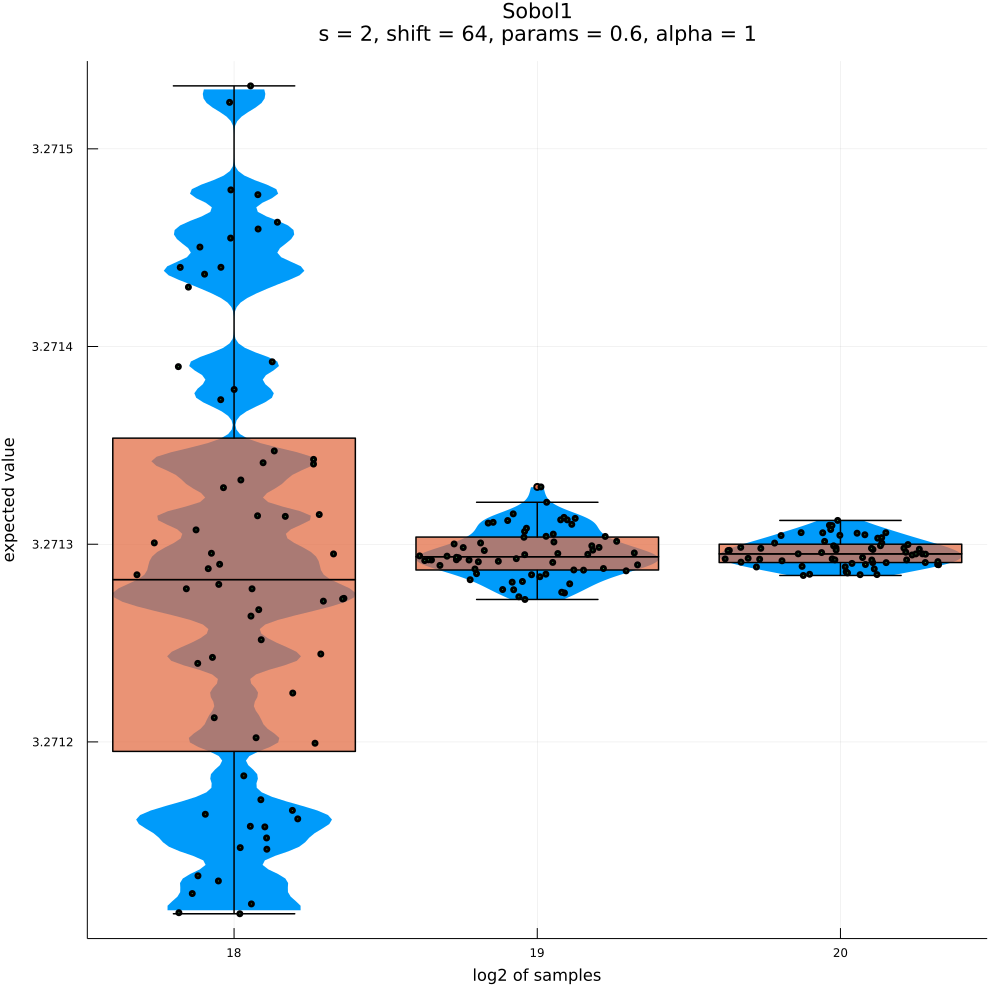 Sobol1
s = 2, shift = 64, params = 0.6, alpha = 1
3.2715
3.2714
3.2713
3.2712
expected value
18 19 20
log2 of samples